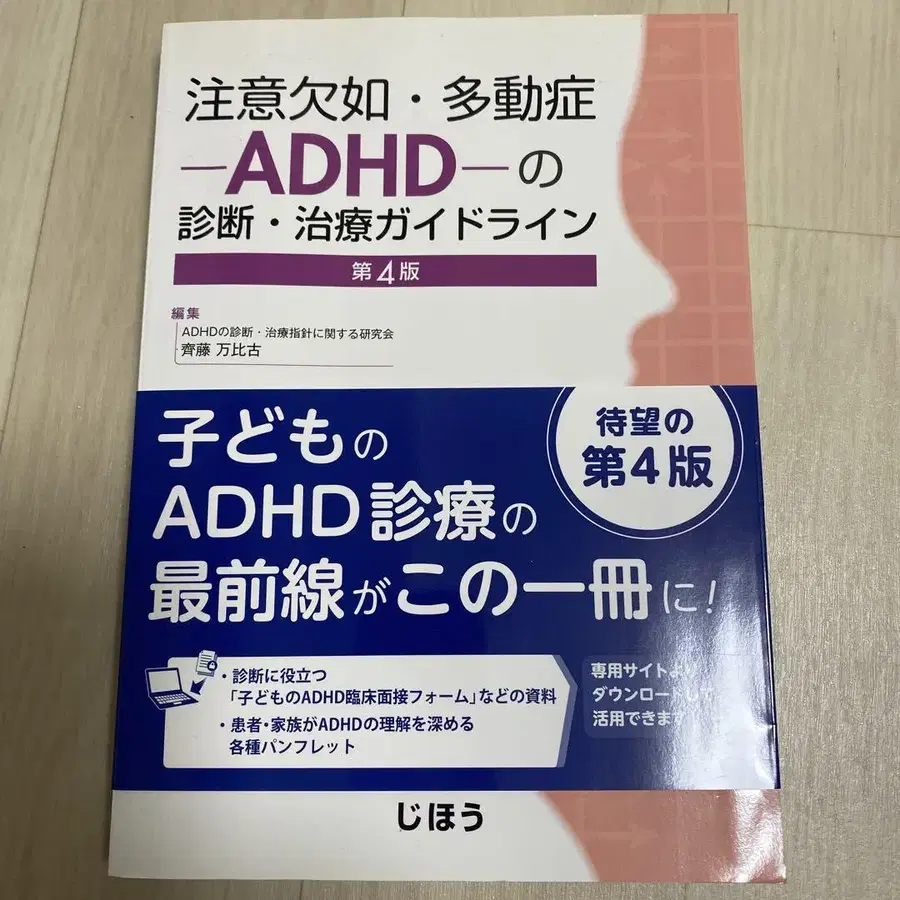 注意欠如・多動症
—ADHD—の
診断・治療ガイドライン
第4版
編集
ADHDの診断・治療指針に関する研究会
齊藤 万比古
待望の
第4版
子どもの
ADHD診療の
最前線がこの一冊に!
・診断に役立つ
「子どものADHD臨床面接フォーム」などの資料
・患者・家族がADHDの理解を深める
各種パンフレット
専用サイトより
ダウンロードして
活用できます
じほう